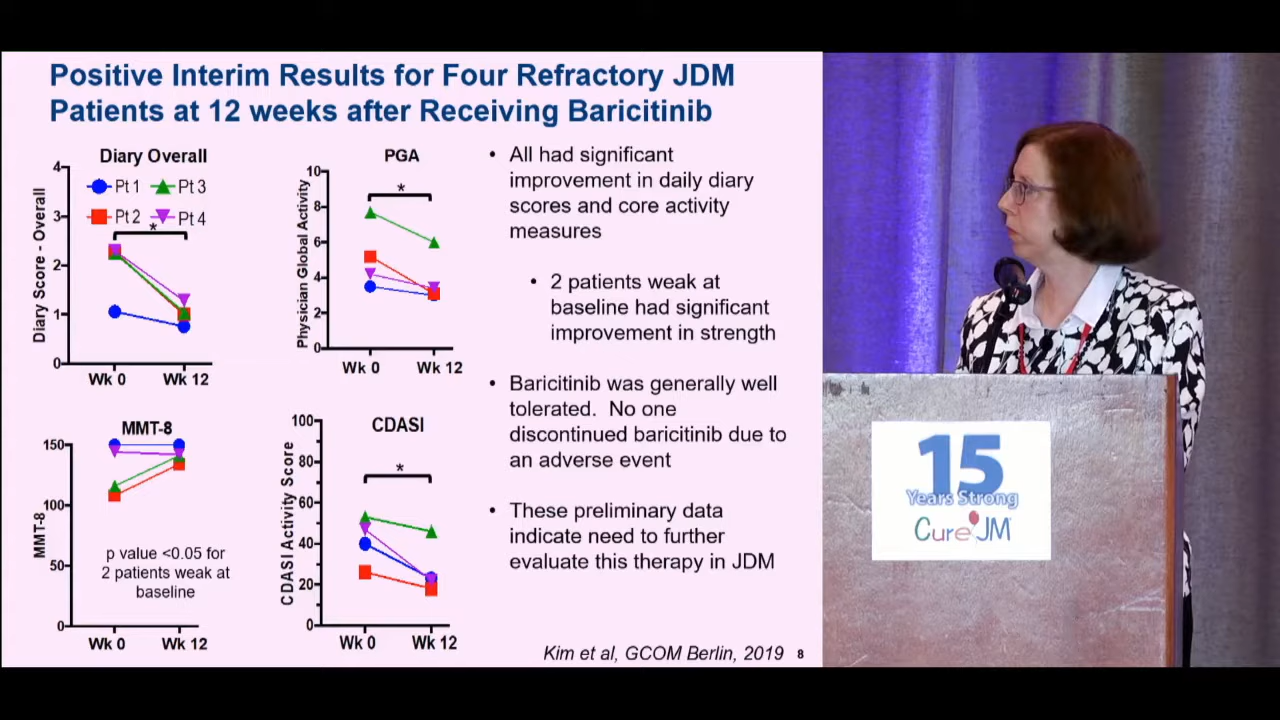 Positive Interim Results for Four Refractory JDM
Patients at 12 weeks after Receiving Baricitinib
Diary Overall
Diary Score - Overall
4
3
2
1
0
Pt 1
Pt 3
Pt 2
Pt 4
*
Wk 0
Wk 12
PGA
Physician Global Activity
10
8
6
4
2
0
*
Wk 0
Wk 12
MMT-8
MMT-8
150
100
50
0
p value <0.05 for
2 patients weak at
baseline
Wk 0
Wk 12
CDASI
CDASI Activity Score
100
80
60
40
20
0
*
Wk 0
Wk 12
• All had significant
improvement in daily diary
scores and core activity
measures
• 2 patients weak at
baseline had significant
improvement in strength
• Baricitinib was generally well
tolerated. No one
discontinued baricitinib due to
an adverse event
• These preliminary data
indicate need to further
evaluate this therapy in JDM
Kim et al, GCOM Berlin, 2019
8
15
Years Strong
Cure JM